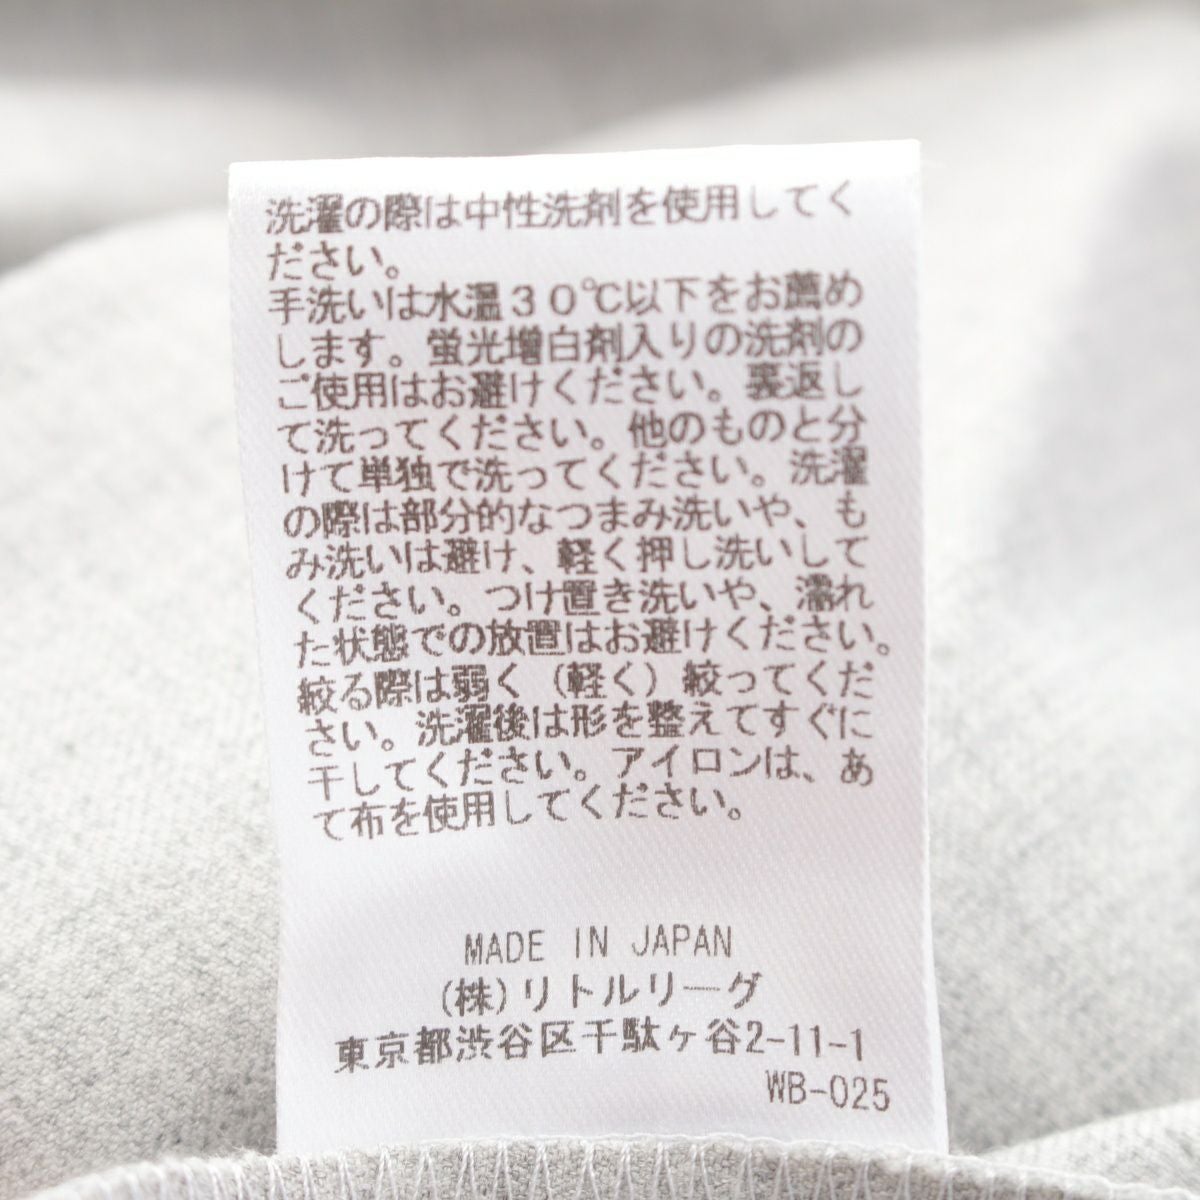 洗濯の際は中性洗剤を使用してく
ださい。
手洗いは水温30℃以下をお薦め
します。蛍光増白剤入りの洗剤の
ご使用はお避けください。裏返し
て洗ってください。他のものと分
けて単独で洗ってください。洗濯
の際は部分的なつまみ洗いや、も
み洗いは避け、軽く押し洗いして
ください。つけ置き洗いや、濡れ
た状態での放置はお避けください。
絞る際は弱く（軽く）絞ってくだ
さい。洗濯後は形を整えてすぐに
干してください。アイロンは、あ
て布を使用してください。
MADE IN JAPAN
(株)リトルリーグ
東京都渋谷区千駄ヶ谷2-11-1
WB-025